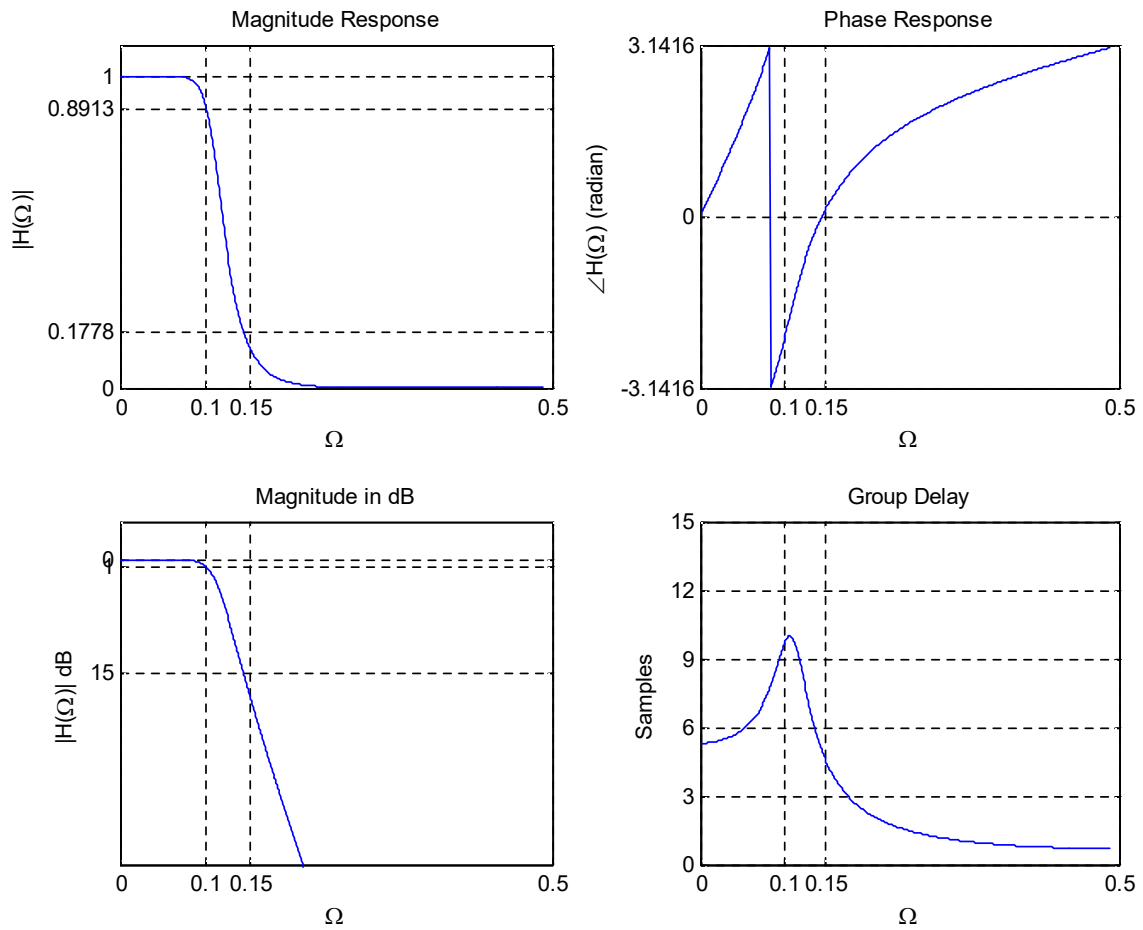 Magnitude Response
1
0.8913
0.1778
0
|H(Ω)|
0
0.1
0.15
0.5
Ω
Phase Response
3.1416
0
-3.1416
∠H(Ω) (radian)
0
0.1
0.15
0.5
Ω
Magnitude in dB
0
1
15
|H(Ω)| dB
0
0.1
0.15
0.5
Ω
Group Delay
15
12
9
6
3
0
Samples
0
0.1
0.15
0.5
Ω